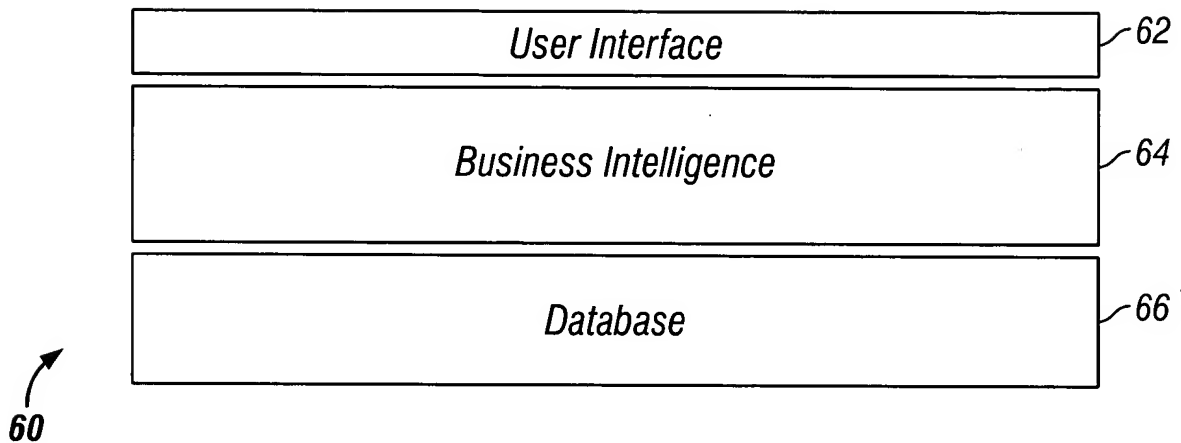 User Interface
62
Business Intelligence
64
Database
66
60